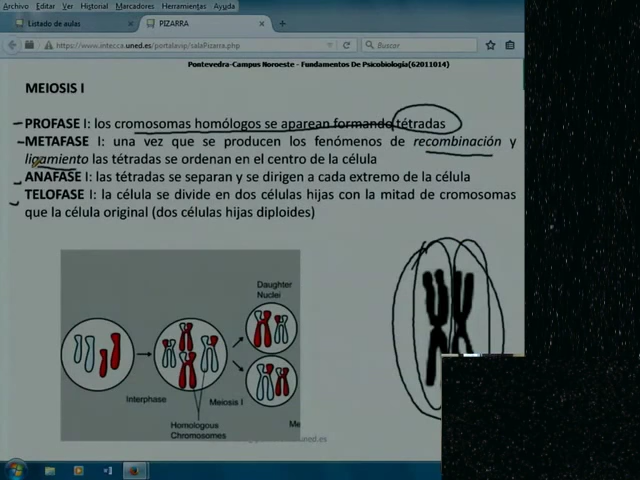 Archivo Editar Ver Historial Marcadores Herramientas Ayuda
Listado de aulas
PIZARRA
https://www.intecca.uned.es/portalavip/salaPizarra.php
Buscar
Pontevedra-Campus Noroeste - Fundamentos De Psicobiología(62011014)
MEIOSIS I
PROFASE I: los cromosomas homólogos se aparean formando tétradas
METAFASE I: una vez que se producen los fenómenos de recombinación y
ligamiento las tétradas se ordenan en el centro de la célula
ANAFASE I: las tétradas se separan y se dirigen a cada extremo de la célula
TELOFASE I: la célula se divide en dos células hijas con la mitad de cromosomas
que la célula original (dos células hijas diploides)
Daughter
Nuclei
Interphase
Meiosis I
Homologous
Chromosomes
Me
uned.es